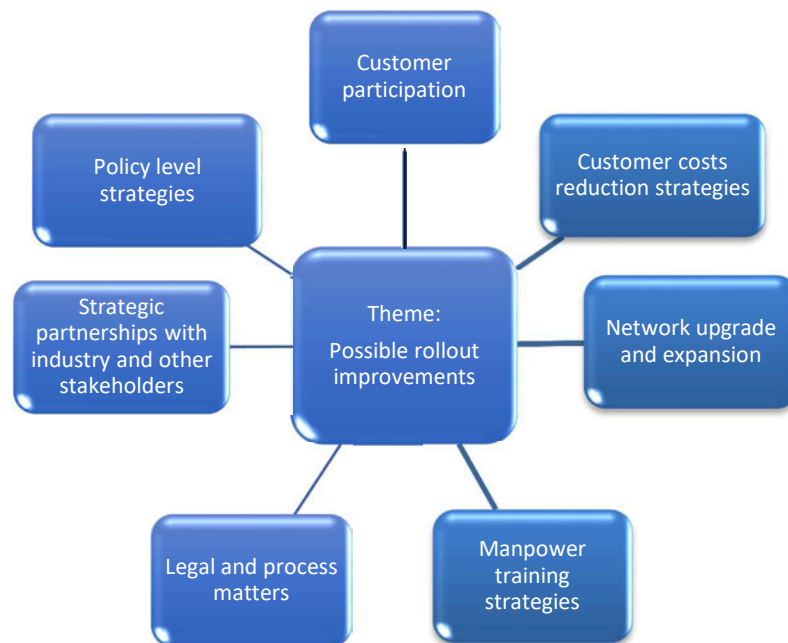 Customer
participation
Policy level
strategies
Customer costs
reduction strategies
Strategic
partnerships with
industry and other
stakeholders
Theme:
Possible rollout
improvements
Network upgrade
and expansion
Legal and process
matters
Manpower
training
strategies